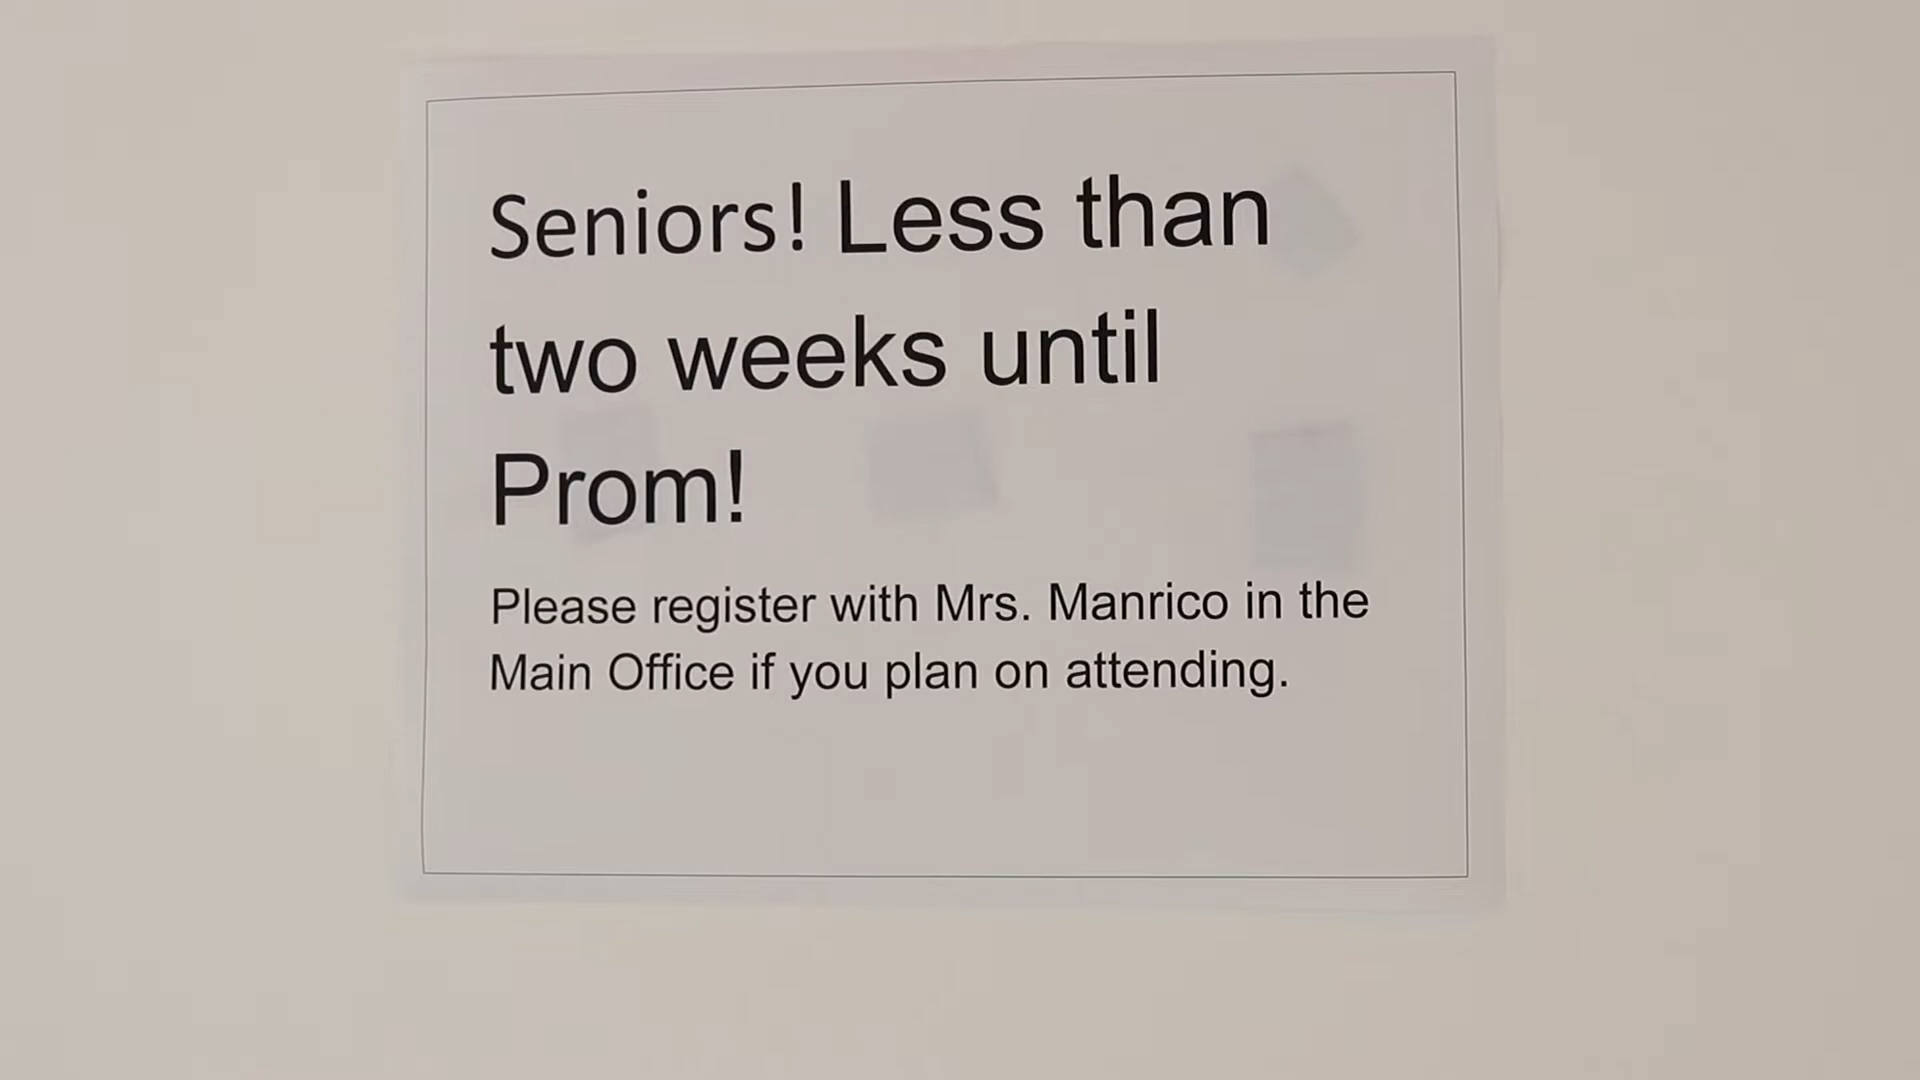 Seniors! Less than
two weeks until
Prom!
Please register with Mrs. Manrico in the
Main Office if you plan on attending.